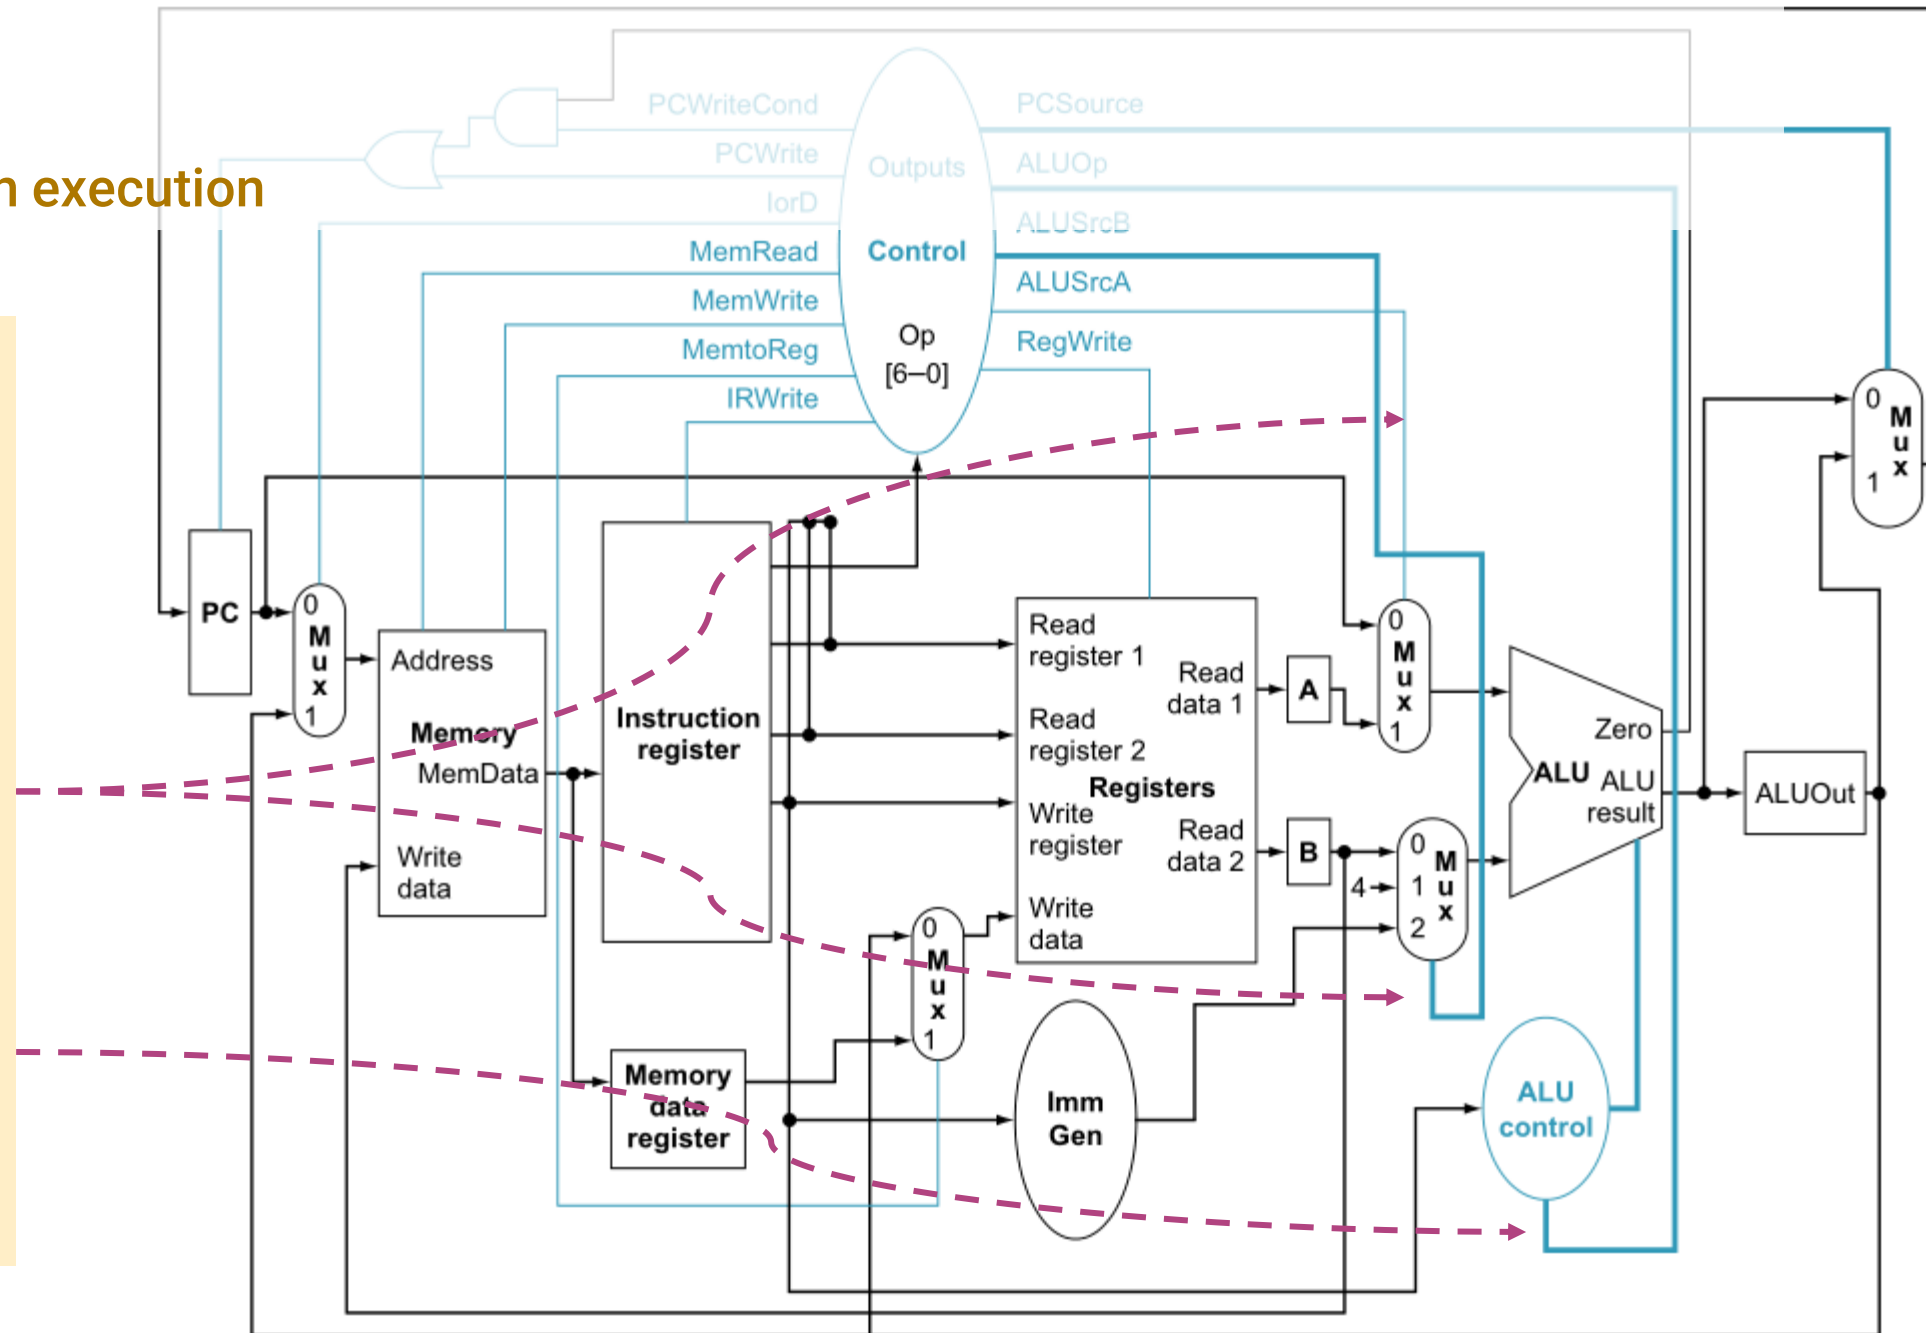 n execution
PCWriteCond
PCWrite
IorD
MemRead
MemWrite
MemtoReg
IRWrite
Outputs
Control
Op
[6–0]
PCSource
ALUOp
ALUSrcB
ALUSrcA
RegWrite
PC
0
M
u
x
1
Address
Memory
MemData
Write
data
Instruction
register
Memory
data
register
0
M
u
x
1
Read
register 1
Read
register 2
Registers
Write
register
Write
data
Read
data 1
Read
data 2
Imm
Gen
A
B
4
0
M
u
x
1
0
1
2
M
u
x
Zero
ALU
ALU
result
ALU
control
ALUOut
0
M
u
x
1